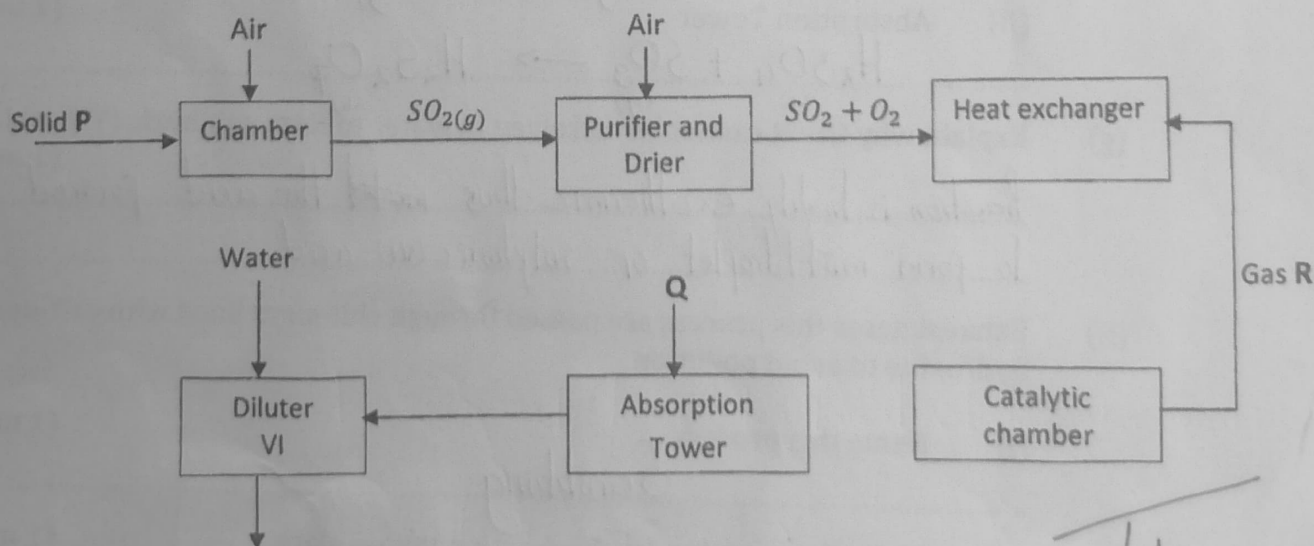 Air
Air
Solid P
Chamber
SO₂(g)
Purifier and
Drier
SO₂ + O₂
Heat exchanger
Gas R
Water
Q
Diluter
VI
Absorption
Tower
Catalytic
chamber